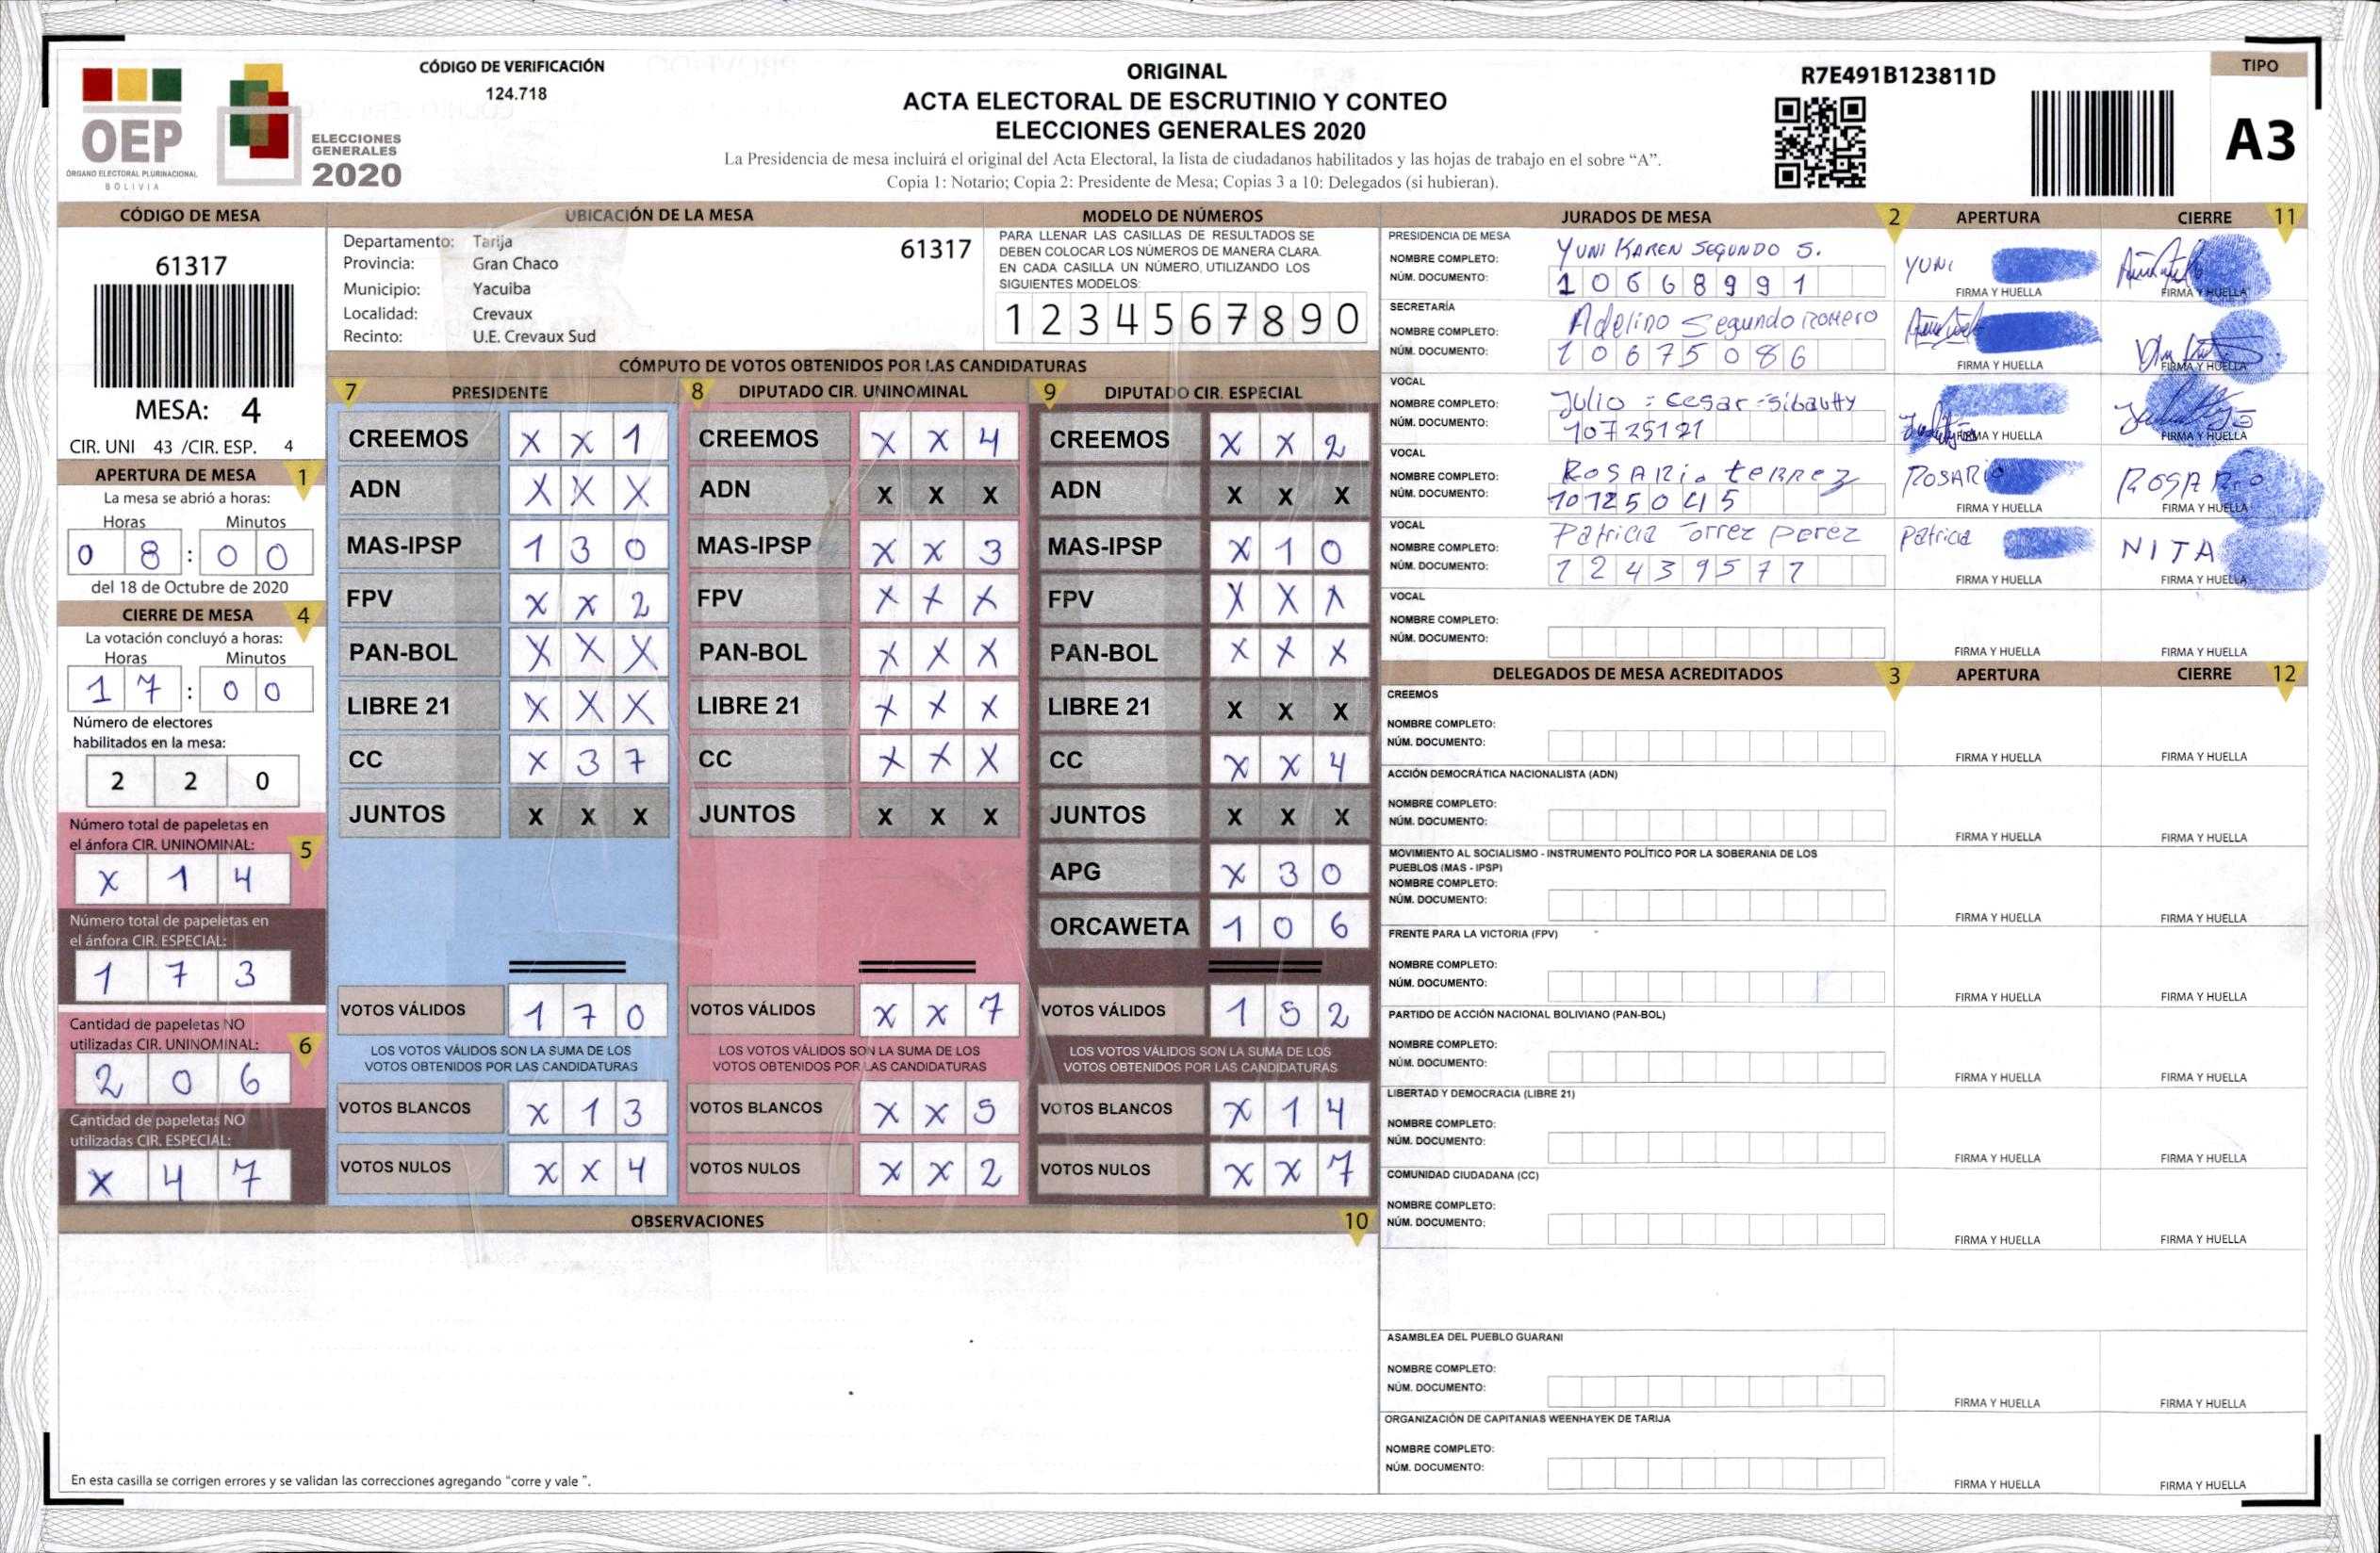 OEP
ÓRGANO ELECTORAL PLURINACIONAL
BOLIVIA
ELECCIONES
GENERALES
2020
CÓDIGO DE VERIFICACIÓN
124.718
ORIGINAL
ACTA ELECTORAL DE ESCRUTINIO Y CONTEO
ELECCIONES GENERALES 2020
La Presidencia de mesa incluirá el original del Acta Electoral, la lista de ciudadanos habilitados y las hojas de trabajo en el sobre “A”.
Copia 1: Notario; Copia 2: Presidente de Mesa; Copias 3 a 10: Delegados (si hubieran).
R7E491B123811D
TIPO
A3
CÓDIGO DE MESA
61317
MESA: 4
CIR. UNI 43 /CIR. ESP. 4
APERTURA DE MESA 1
La mesa se abrió a horas:
Horas Minutos
0 8 : 0 0
del 18 de Octubre de 2020
CIERRE DE MESA 4
La votación concluyó a horas:
Horas Minutos
1 7 : 0 0
Número de electores
habilitados en la mesa:
2 2 0
Número total de papeletas en
el ánfora CIR. UNINOMINAL: 5
X 1 4
Número total de papeletas en
el ánfora CIR. ESPECIAL:
1 7 3
Cantidad de papeletas NO
utilizadas CIR. UNINOMINAL: 6
2 0 6
Cantidad de papeletas NO
utilizadas CIR. ESPECIAL:
X 4 7
UBICACIÓN DE LA MESA
Departamento: Tarija 61317
Provincia: Gran Chaco
Municipio: Yacuiba
Localidad: Crevaux
Recinto: U.E. Crevaux Sud
MODELO DE NÚMEROS
PARA LLENAR LAS CASILLAS DE RESULTADOS SE
DEBEN COLOCAR LOS NÚMEROS DE MANERA CLARA.
EN CADA CASILLA UN NÚMERO, UTILIZANDO LOS
SIGUIENTES MODELOS:
1 2 3 4 5 6 7 8 9 0
CÓMPUTO DE VOTOS OBTENIDOS POR LAS CANDIDATURAS
7 PRESIDENTE
CREEMOS X X 1
ADN X X X
MAS-IPSP 1 3 0
FPV X X 2
PAN-BOL X X X
LIBRE 21 X X X
CC X 3 7
JUNTOS X X X
VOTOS VÁLIDOS 1 7 0
LOS VOTOS VÁLIDOS SON LA SUMA DE LOS
VOTOS OBTENIDOS POR LAS CANDIDATURAS
VOTOS BLANCOS X 1 3
VOTOS NULOS X X 4
8 DIPUTADO CIR. UNINOMINAL
CREEMOS X X 4
ADN X X X
MAS-IPSP X X 3
FPV X X X
PAN-BOL X X X
LIBRE 21 X X X
CC X X X
JUNTOS X X X
VOTOS VÁLIDOS X X 7
LOS VOTOS VÁLIDOS SON LA SUMA DE LOS
VOTOS OBTENIDOS POR LAS CANDIDATURAS
VOTOS BLANCOS X X 5
VOTOS NULOS X X 2
9 DIPUTADO CIR. ESPECIAL
CREEMOS X X 2
ADN X X X
MAS-IPSP X 1 0
FPV X X X
PAN-BOL X X X
LIBRE 21 X X X
CC X X 4
JUNTOS X X X
APG X 3 0
ORCAWETA 1 0 6
VOTOS VÁLIDOS 1 5 2
LOS VOTOS VÁLIDOS SON LA SUMA DE LOS
VOTOS OBTENIDOS POR LAS CANDIDATURAS
VOTOS BLANCOS X 1 4
VOTOS NULOS X X 7
OBSERVACIONES 10
En esta casilla se corrigen errores y se validan las correcciones agregando “corre y vale ”.
JURADOS DE MESA 2 APERTURA CIERRE 11
PRESIDENCIA DE MESA
NOMBRE COMPLETO: YUNI KAREN SEGUNDO S. YUNI
NÚM. DOCUMENTO: 1 0 6 6 8 9 9 1
FIRMA Y HUELLA FIRMA Y HUELLA
SECRETARÍA
NOMBRE COMPLETO: Adelino Segundo ROMERO
NÚM. DOCUMENTO: 1 0 6 7 5 0 8 6
FIRMA Y HUELLA FIRMA Y HUELLA
VOCAL
NOMBRE COMPLETO: Julio = cesar
NÚM. DOCUMENTO: 10725121
FIRMA Y HUELLA FIRMA Y HUELLA
VOCAL
NOMBRE COMPLETO: ROSARIO ROSARIO ROSARIO
NÚM. DOCUMENTO:
FIRMA Y HUELLA FIRMA Y HUELLA
VOCAL
NOMBRE COMPLETO: Patricia Torrez perez Patricia NITA
NÚM. DOCUMENTO: 1 2 4 3 9 5 7 7
FIRMA Y HUELLA FIRMA Y HUELLA
VOCAL
NOMBRE COMPLETO:
NÚM. DOCUMENTO:
FIRMA Y HUELLA FIRMA Y HUELLA
DELEGADOS DE MESA ACREDITADOS 3 APERTURA CIERRE 12
CREEMOS
NOMBRE COMPLETO:
NÚM. DOCUMENTO:
FIRMA Y HUELLA FIRMA Y HUELLA
ACCIÓN DEMOCRÁTICA NACIONALISTA (ADN)
NOMBRE COMPLETO:
NÚM. DOCUMENTO:
FIRMA Y HUELLA FIRMA Y HUELLA
MOVIMIENTO AL SOCIALISMO - INSTRUMENTO POLÍTICO POR LA SOBERANIA DE LOS
PUEBLOS (MAS - IPSP)
NOMBRE COMPLETO:
NÚM. DOCUMENTO:
FIRMA Y HUELLA FIRMA Y HUELLA
FRENTE PARA LA VICTORIA (FPV)
NOMBRE COMPLETO:
NÚM. DOCUMENTO:
FIRMA Y HUELLA FIRMA Y HUELLA
PARTIDO DE ACCIÓN NACIONAL BOLIVIANO (PAN-BOL)
NOMBRE COMPLETO:
NÚM. DOCUMENTO:
FIRMA Y HUELLA FIRMA Y HUELLA
LIBERTAD Y DEMOCRACIA (LIBRE 21)
NOMBRE COMPLETO:
NÚM. DOCUMENTO:
FIRMA Y HUELLA FIRMA Y HUELLA
COMUNIDAD CIUDADANA (CC)
NOMBRE COMPLETO:
NÚM. DOCUMENTO:
FIRMA Y HUELLA FIRMA Y HUELLA
ASAMBLEA DEL PUEBLO GUARANI
NOMBRE COMPLETO:
NÚM. DOCUMENTO:
FIRMA Y HUELLA FIRMA Y HUELLA
ORGANIZACIÓN DE CAPITANIAS WEENHAYEK DE TARIJA
NOMBRE COMPLETO:
NÚM. DOCUMENTO:
FIRMA Y HUELLA FIRMA Y HUELLA